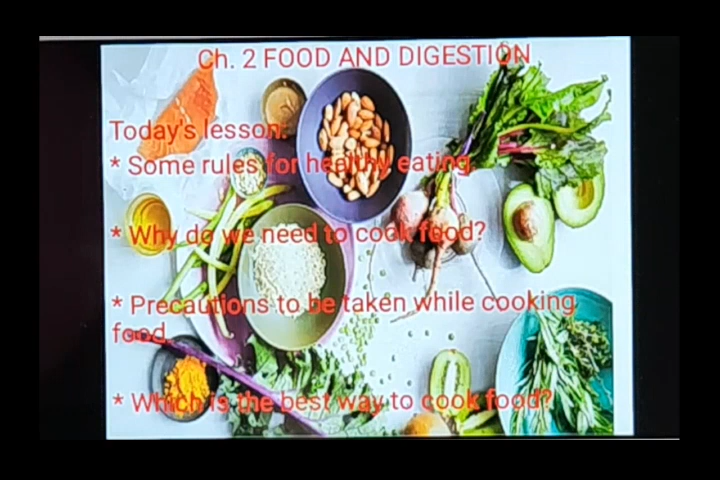 Ch. 2 FOOD AND DIGESTION
Today's lesson:
* Some rules for healthy eating.
* Why do we need to cook food?
* Precautions to be taken while cooking
food.
* Which is the best way to cook food?